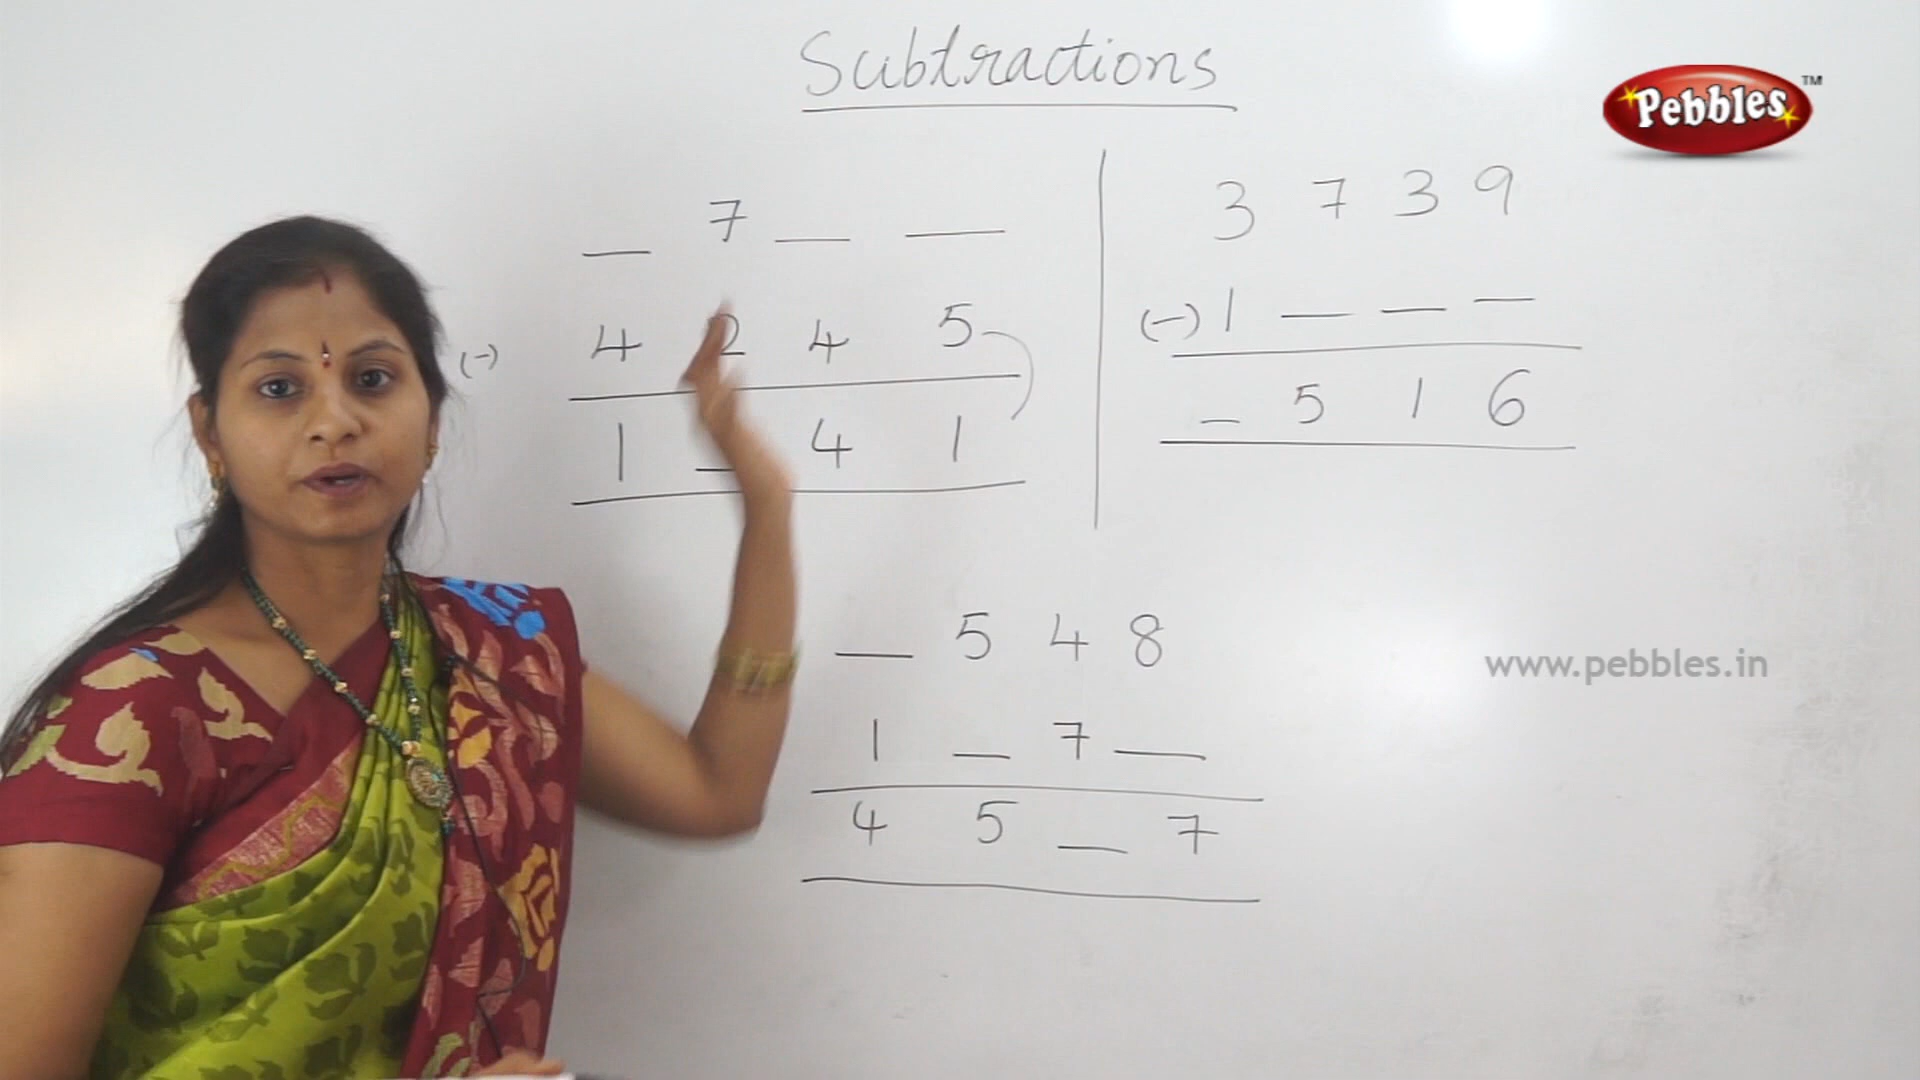 Subtractions
Pebbles™
_ 7 _ _
(-) 4 2 4 5
1 _ 4 1
3 7 3 9
(-) 1 _ _ _
_ 5 1 6
_ 5 4 8
1 _ 7 _
4 5 _ 7
www.pebbles.in